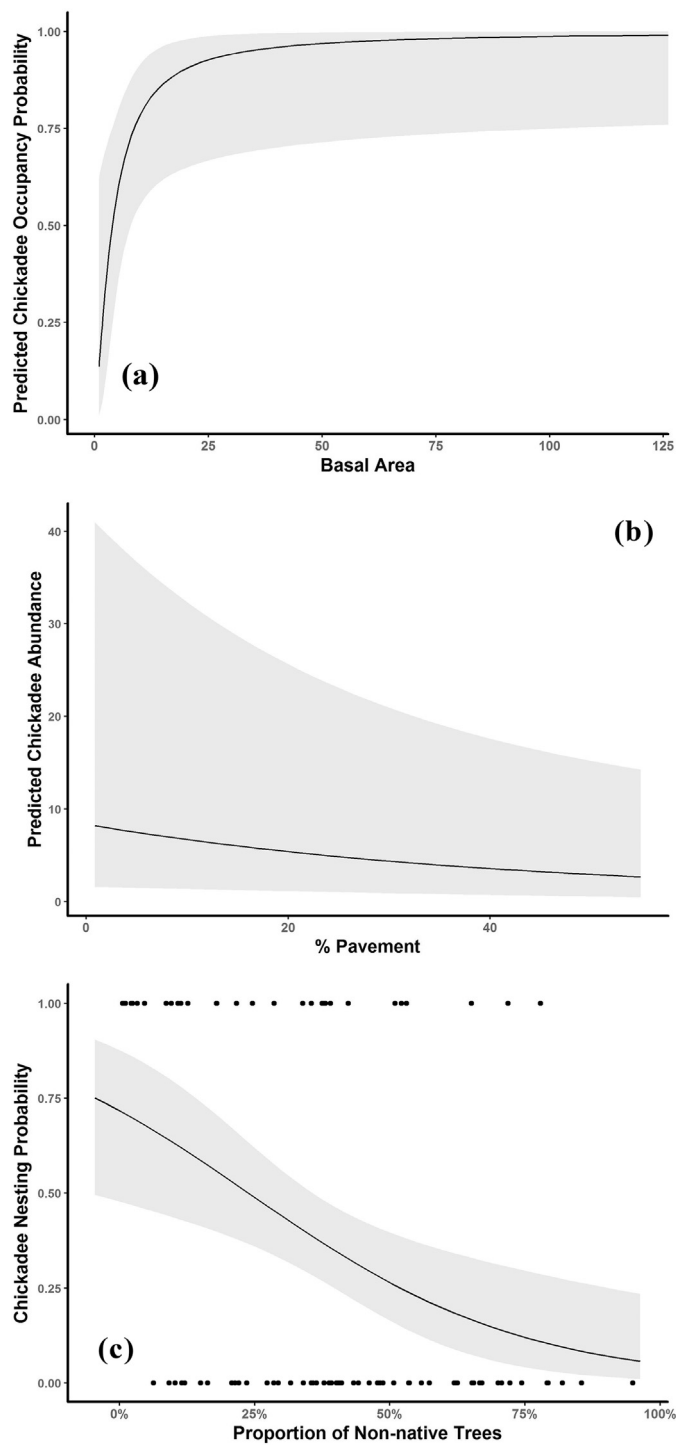 Predicted Chickadee Occupancy Probability
1.00
0.75
0.50
0.25
0.00
(a)
0 25 50 75 100 125
Basal Area
Predicted Chickadee Abundance
40
30
20
10
0
(b)
0 20 40
% Pavement
Chickadee Nesting Probability
1.00
0.75
0.50
0.25
0.00
(c)
0% 25% 50% 75% 100%
Proportion of Non-native Trees